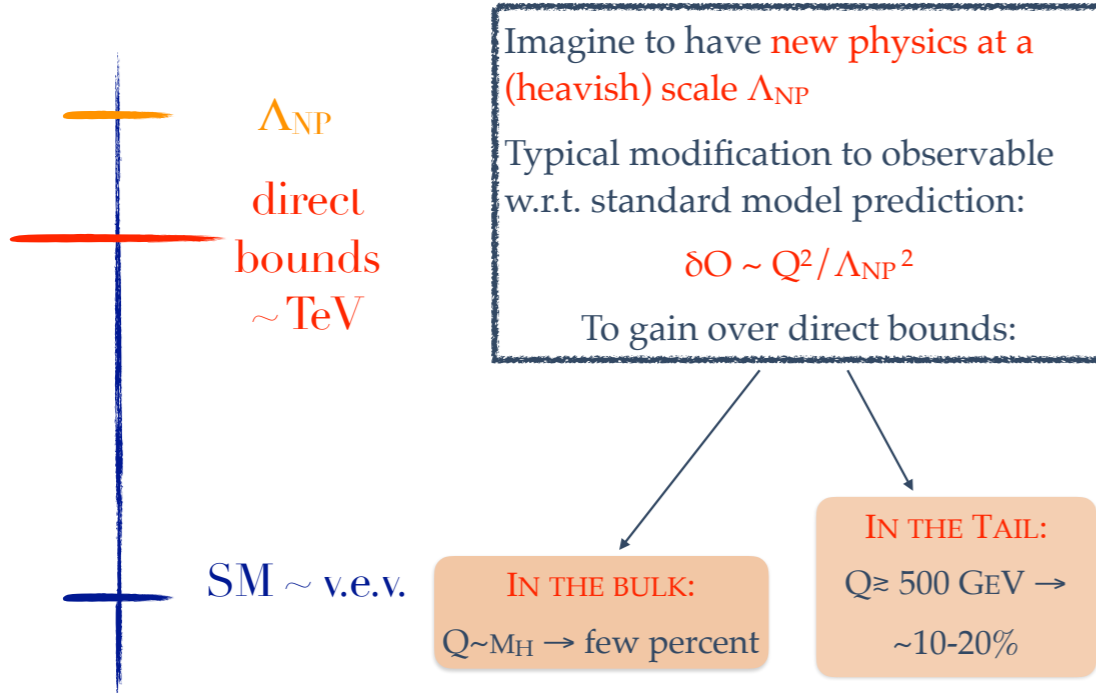 ΛNP
direct
bounds
~ TeV
SM ~ v.e.v.
Imagine to have new physics at a
(heavish) scale ΛNP
Typical modification to observable
w.r.t. standard model prediction:
δO ~ Q²/ΛNP²
To gain over direct bounds:
IN THE BULK:
Q~MH → few percent
IN THE TAIL:
Q≳ 500 GEV →
~10-20%